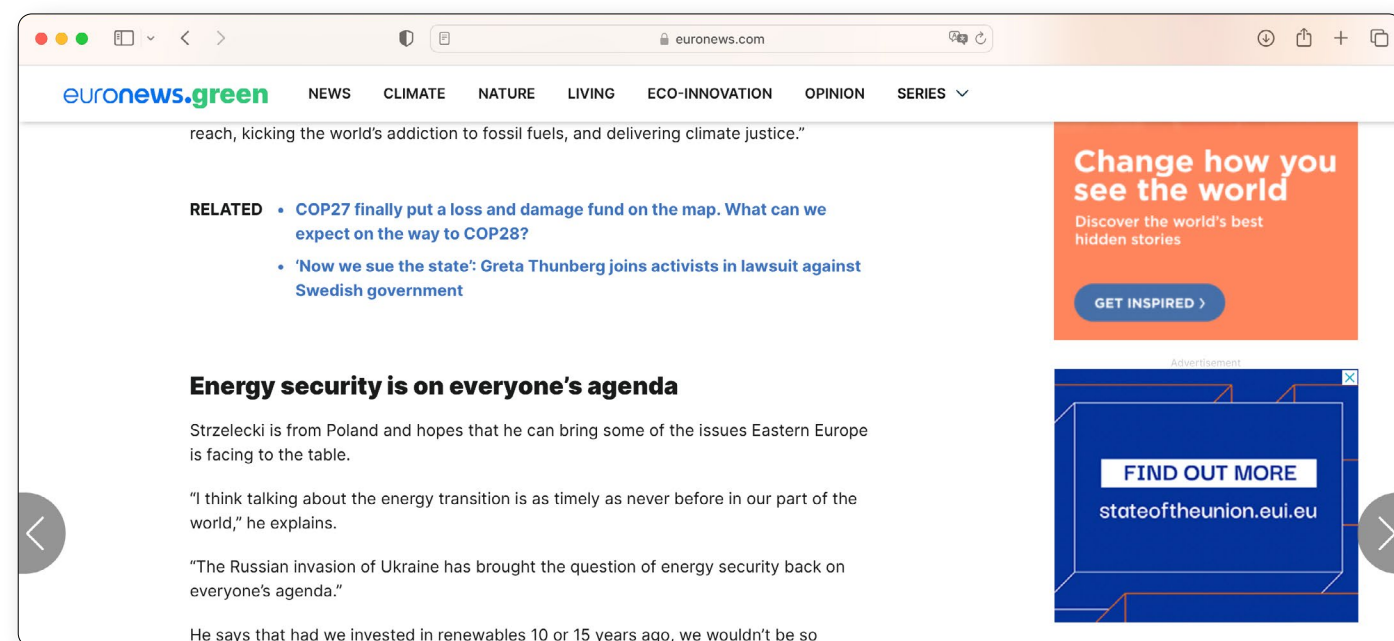 euronews.com
euronews.green
NEWS CLIMATE NATURE LIVING ECO-INNOVATION OPINION SERIES
reach, kicking the world’s addiction to fossil fuels, and delivering climate justice.”
RELATED
• COP27 finally put a loss and damage fund on the map. What can we
expect on the way to COP28?
• ‘Now we sue the state’: Greta Thunberg joins activists in lawsuit against
Swedish government
Energy security is on everyone’s agenda
Strzelecki is from Poland and hopes that he can bring some of the issues Eastern Europe
is facing to the table.
“I think talking about the energy transition is as timely as never before in our part of the
world,” he explains.
“The Russian invasion of Ukraine has brought the question of energy security back on
everyone’s agenda.”
He says that had we invested in renewables 10 or 15 years ago, we wouldn’t be so
Change how you
see the world
Discover the world’s best
hidden stories
GET INSPIRED >
Advertisement
FIND OUT MORE
stateoftheunion.eui.eu